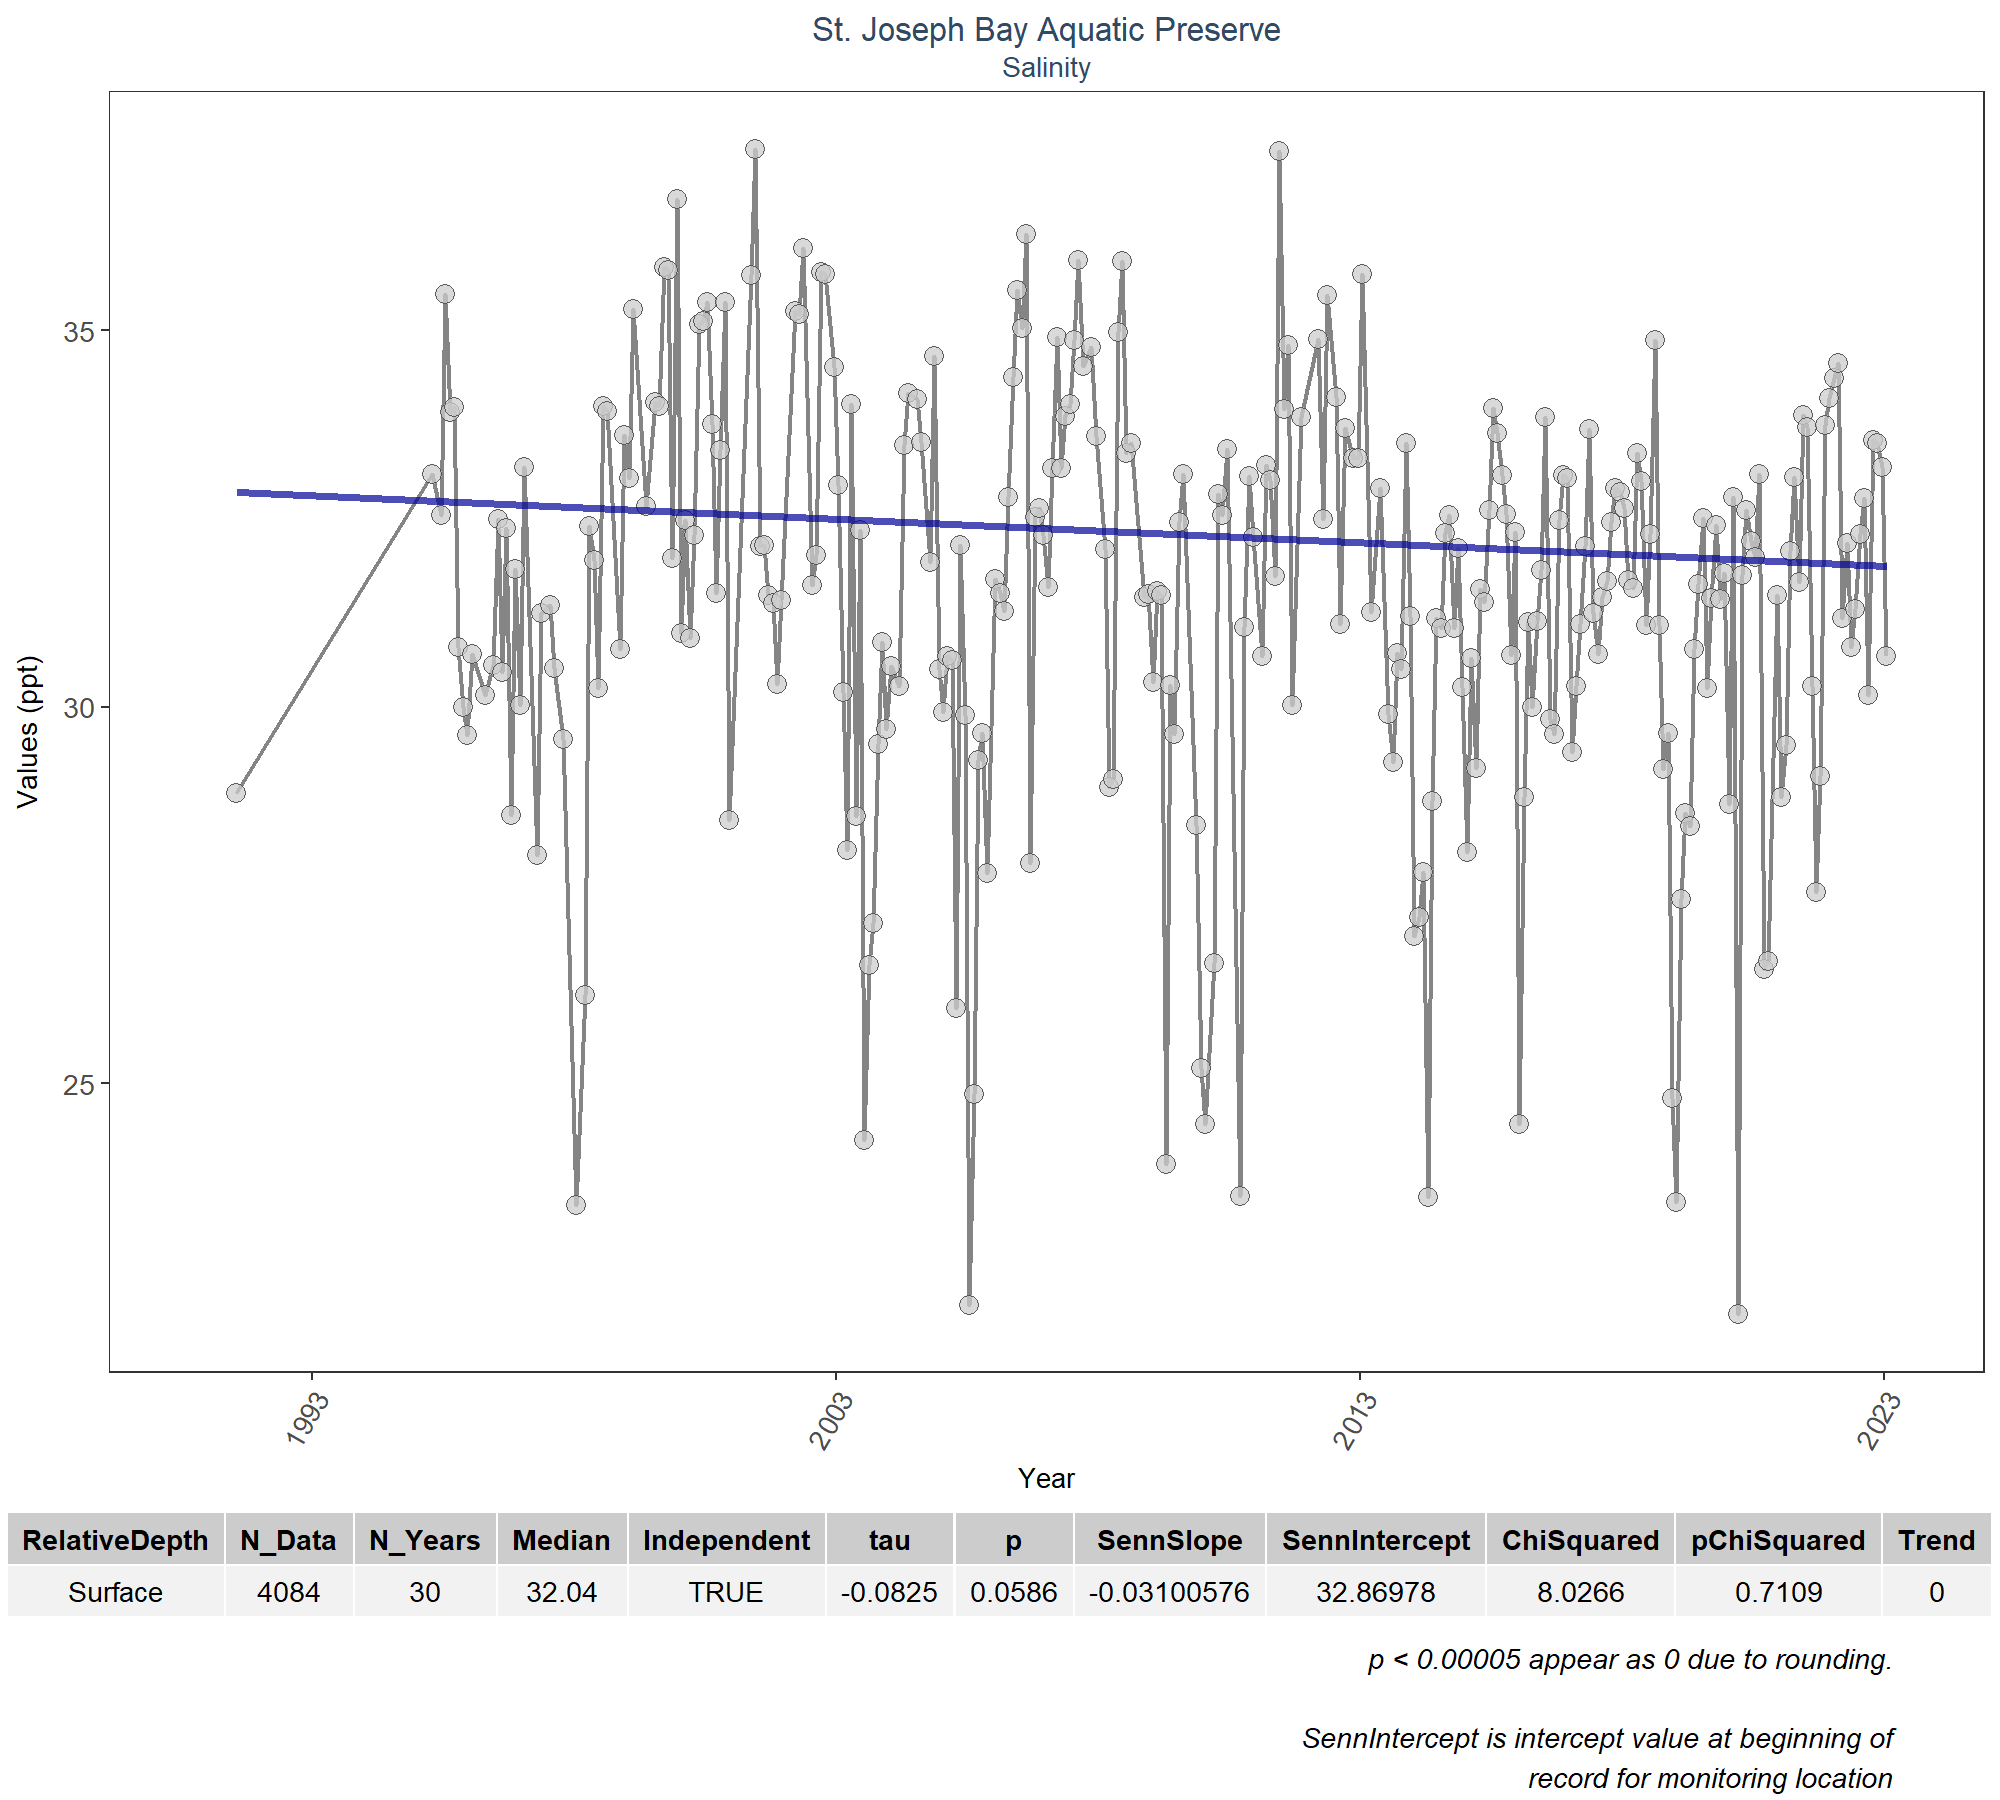 St. Joseph Bay Aquatic Preserve
Salinity
Values (ppt)
35
30
25
1993
2003
2013
2023
Year
RelativeDepth N_Data N_Years Median Independent tau p SennSlope SennIntercept ChiSquared pChiSquared Trend
Surface 4084 30 32.04 TRUE -0.0825 0.0586 -0.03100576 32.86978 8.0266 0.7109 0
p < 0.00005 appear as 0 due to rounding.
SennIntercept is intercept value at beginning of
record for monitoring location